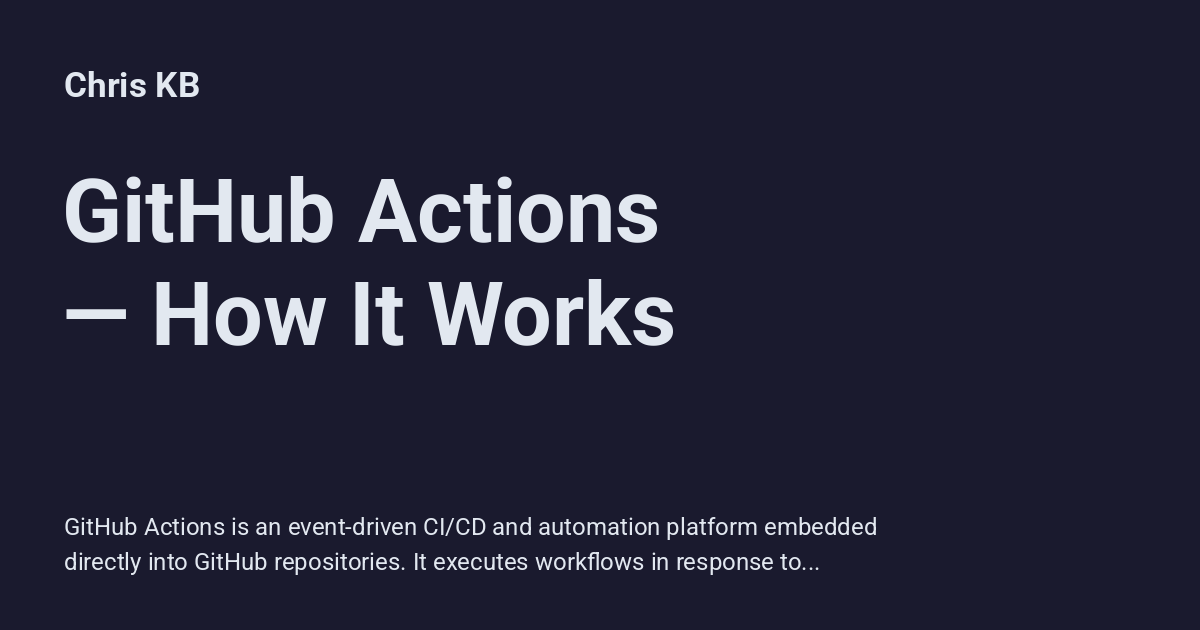 Chris KB
GitHub Actions
— How It Works
GitHub Actions is an event-driven CI/CD and automation platform embedded
directly into GitHub repositories. It executes workflows in response to...